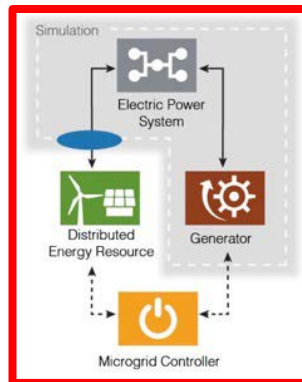 Simulation
Electric Power
System
Distributed
Energy Resource
Generator
Microgrid Controller